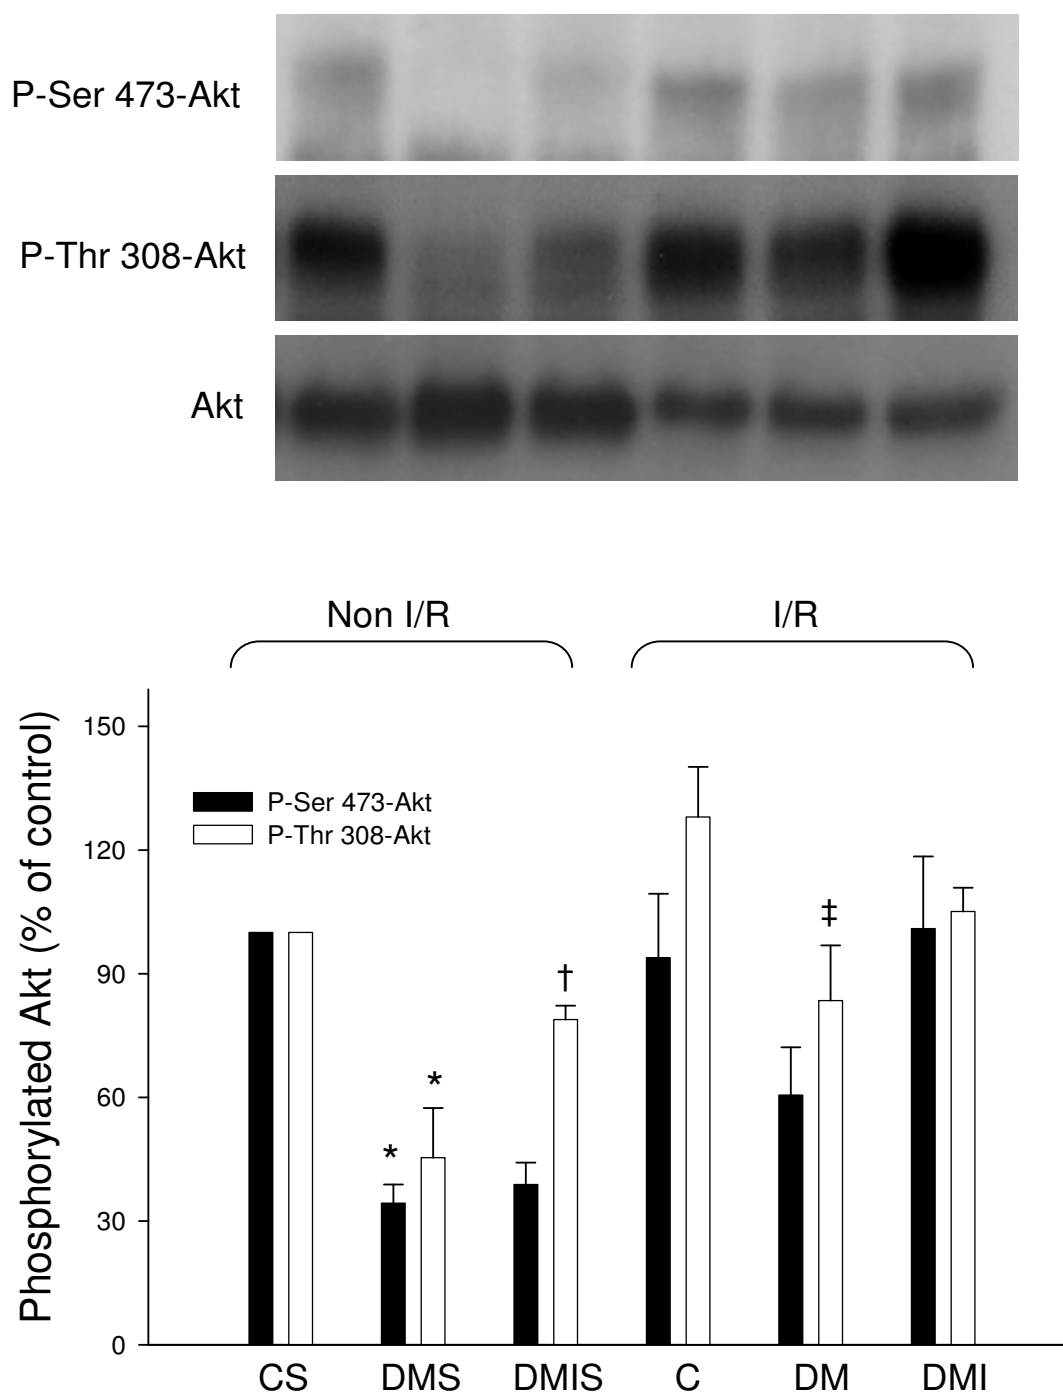 P-Ser 473-Akt
P-Thr 308-Akt
Akt
Non I/R
I/R
Phosphorylated Akt (% of control)
150
120
90
60
30
0
P-Ser 473-Akt
P-Thr 308-Akt
*
*
†
‡
CS DMS DMIS C DM DMI